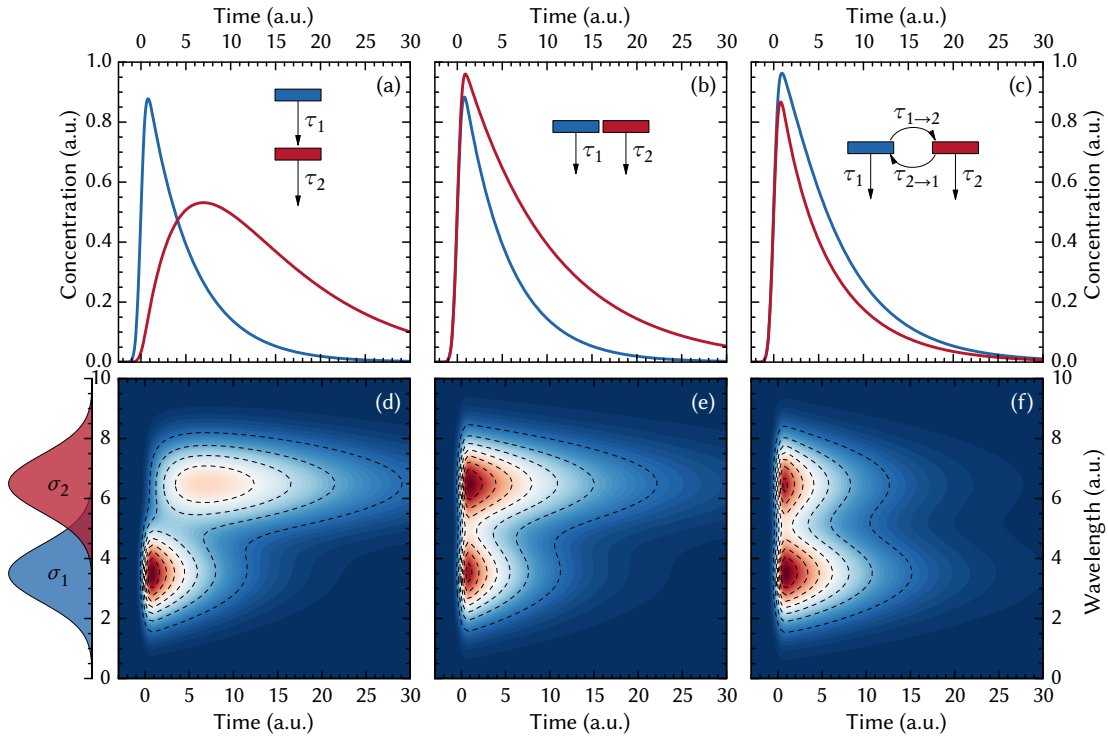 Time (a.u.) Time (a.u.) Time (a.u.)
0 5 10 15 20 25 30 0 5 10 15 20 25 30 0 5 10 15 20 25 30
1.0 (a) (b) (c) 1.0
0.8 0.8
0.6 0.6
0.4 0.4
0.2 0.2
0.0 0.0
Concentration (a.u.)
Concentration (a.u.)
τ1
τ2
τ1 τ2
τ1→2
τ2→1
τ1 τ2
10 (d) (e) (f) 10
8 8
6 6
4 4
2 2
0 0
σ2
σ1
Wavelength (a.u.)
0 5 10 15 20 25 30 0 5 10 15 20 25 30 0 5 10 15 20 25 30
Time (a.u.) Time (a.u.) Time (a.u.)